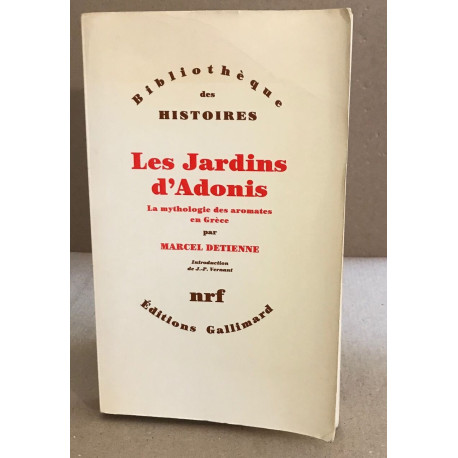 Bibliothèque
des
HISTOIRES
Les Jardins
d'Adonis
La mythologie des aromates
en Grèce
par
MARCEL DETIENNE
Introduction
de J.-P. Vernant
nrf
Éditions Gallimard